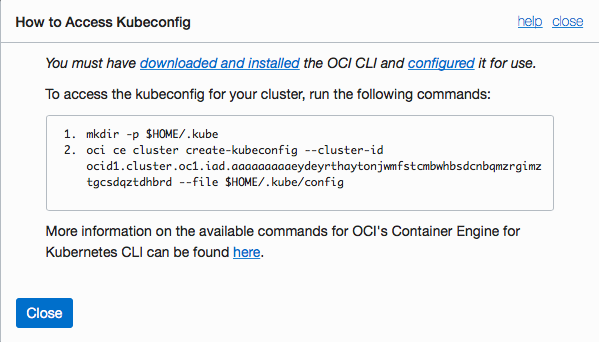 How to Access Kubeconfig help close
You must have downloaded and installed the OCI CLI and configured it for use.
To access the kubeconfig for your cluster, run the following commands:
1. mkdir -p $HOME/.kube
2. oci ce cluster create-kubeconfig --cluster-id
ocid1.cluster.oc1.iad.aaaaaaaaaeydeyrthaytonjwmfstcmbwhbsdcnbqmzrgimz
tgcsdqztdhbrd --file $HOME/.kube/config
More information on the available commands for OCI's Container Engine for
Kubernetes CLI can be found here.
Close